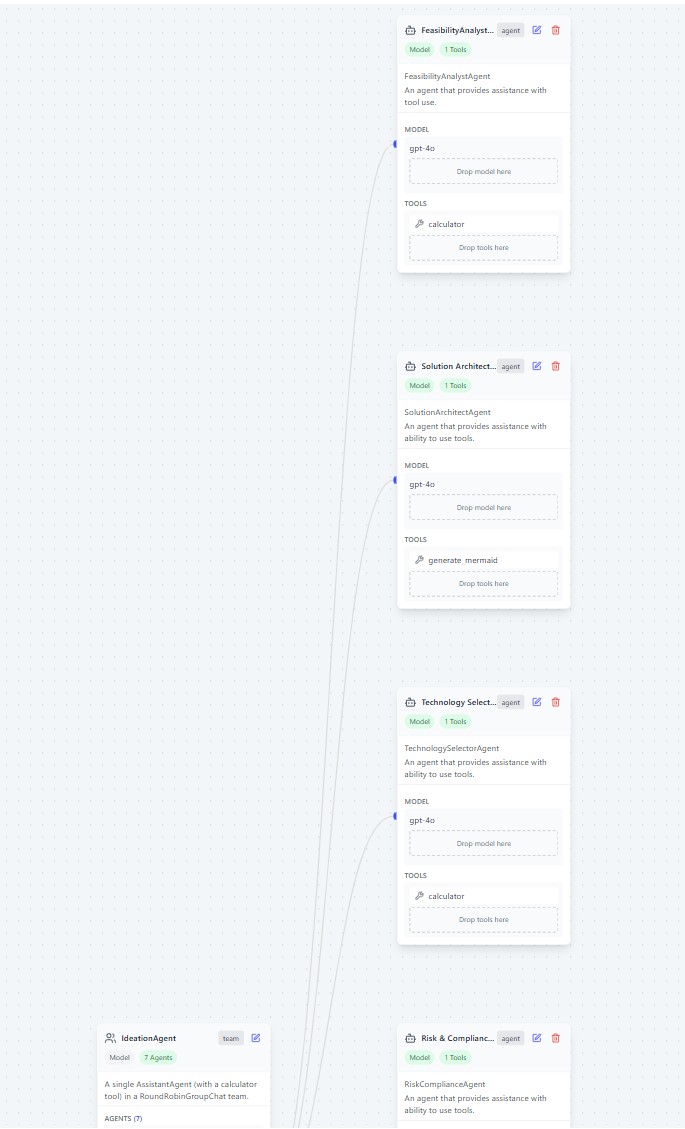 FeasibilityAnalyst... agent
Model 1 Tools
FeasibilityAnalystAgent
An agent that provides assistance with
tool use.
MODEL
gpt-4o
Drop model here
TOOLS
calculator
Drop tools here
Solution Architect... agent
Model 1 Tools
SolutionArchitectAgent
An agent that provides assistance with
ability to use tools.
MODEL
gpt-4o
Drop model here
TOOLS
generate_mermaid
Drop tools here
Technology Select... agent
Model 1 Tools
TechnologySelectorAgent
An agent that provides assistance with
ability to use tools.
MODEL
gpt-4o
Drop model here
TOOLS
calculator
Drop tools here
IdeationAgent team
Model 7 Agents
A single AssistantAgent (with a calculator
tool) in a RoundRobinGroupChat team.
AGENTS (7)
Risk & Complianc... agent
Model 1 Tools
RiskComplianceAgent
An agent that provides assistance with
ability to use tools.